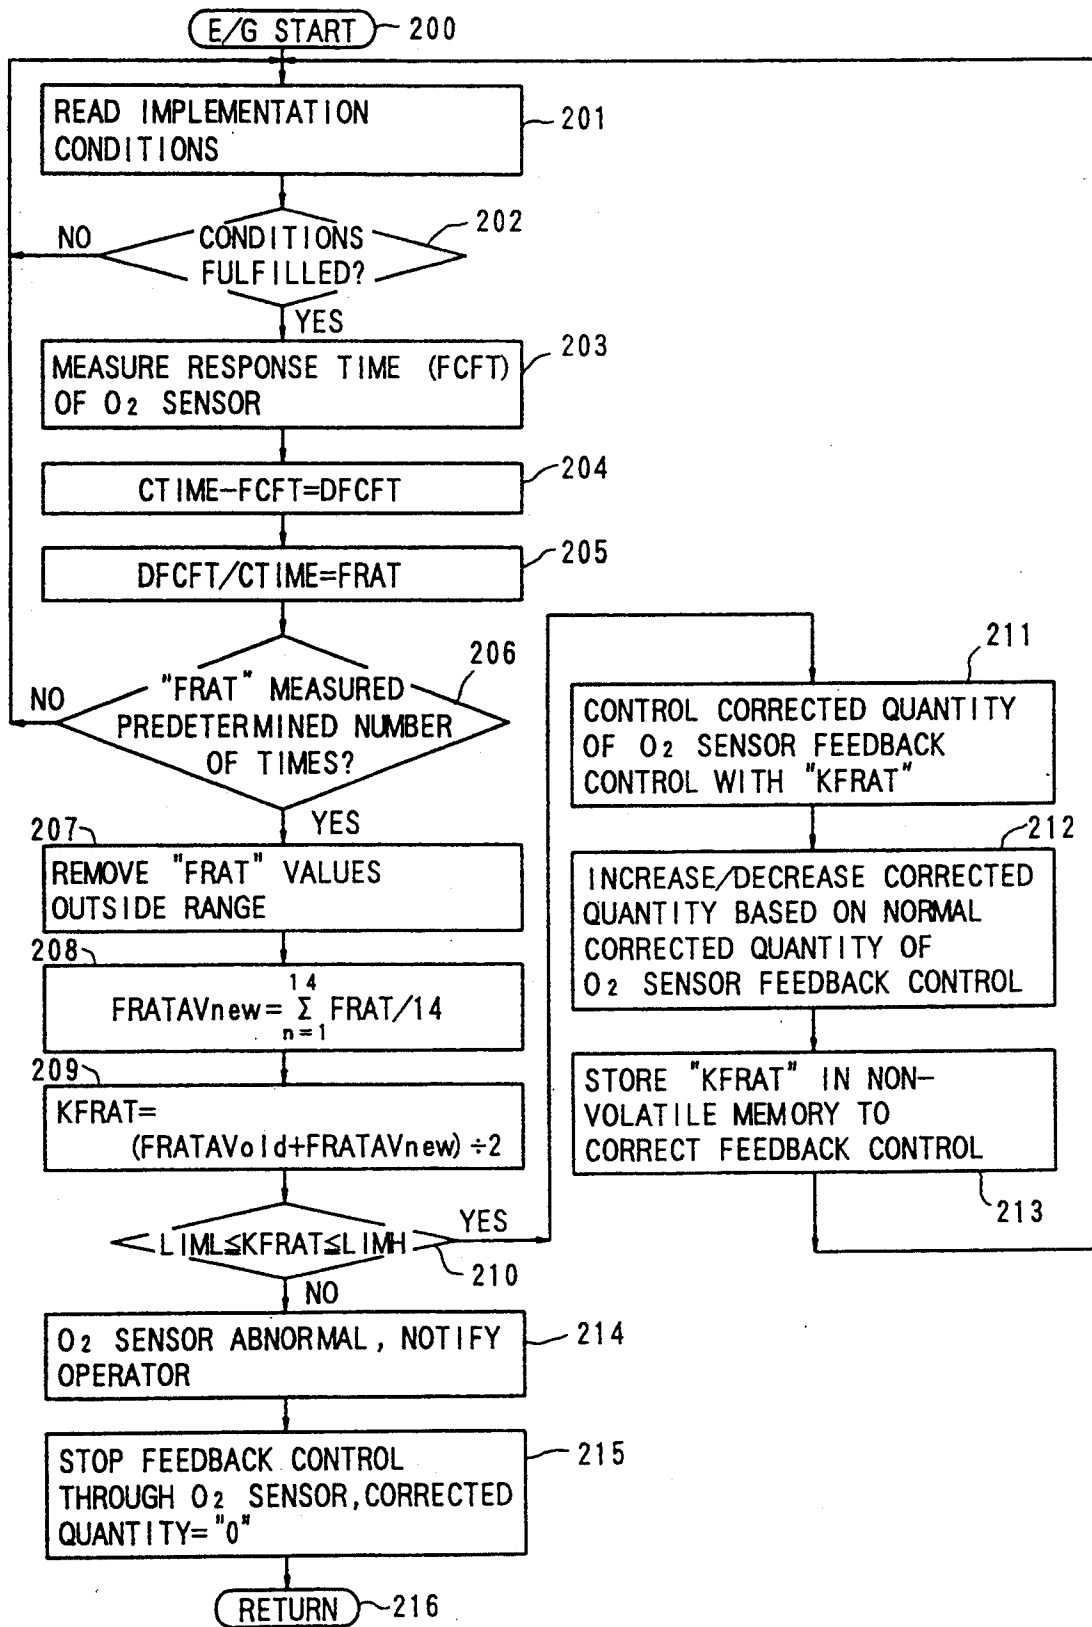 E/G START
200
READ IMPLEMENTATION
CONDITIONS
201
CONDITIONS
FULFILLED?
202
NO
YES
MEASURE RESPONSE TIME (FCFT)
OF O2 SENSOR
203
CTIME-FCFT=DFCFT
204
DFCFT/CTIME=FRAT
205
"FRAT" MEASURED
PREDETERMINED NUMBER
OF TIMES?
206
NO
YES
207
REMOVE "FRAT" VALUES
OUTSIDE RANGE
208
14
FRATAVnew=Σ FRAT/14
n=1
209
KFRAT=
(FRATAVold+FRATAVnew)÷2
LIML≦KFRAT≦LIMH
210
YES
NO
O2 SENSOR ABNORMAL, NOTIFY
OPERATOR
214
STOP FEEDBACK CONTROL
THROUGH O2 SENSOR, CORRECTED
QUANTITY="0"
215
RETURN
216
211
CONTROL CORRECTED QUANTITY
OF O2 SENSOR FEEDBACK
CONTROL WITH "KFRAT"
212
INCREASE/DECREASE CORRECTED
QUANTITY BASED ON NORMAL
CORRECTED QUANTITY OF
O2 SENSOR FEEDBACK CONTROL
STORE "KFRAT" IN NON-
VOLATILE MEMORY TO
CORRECT FEEDBACK CONTROL
213